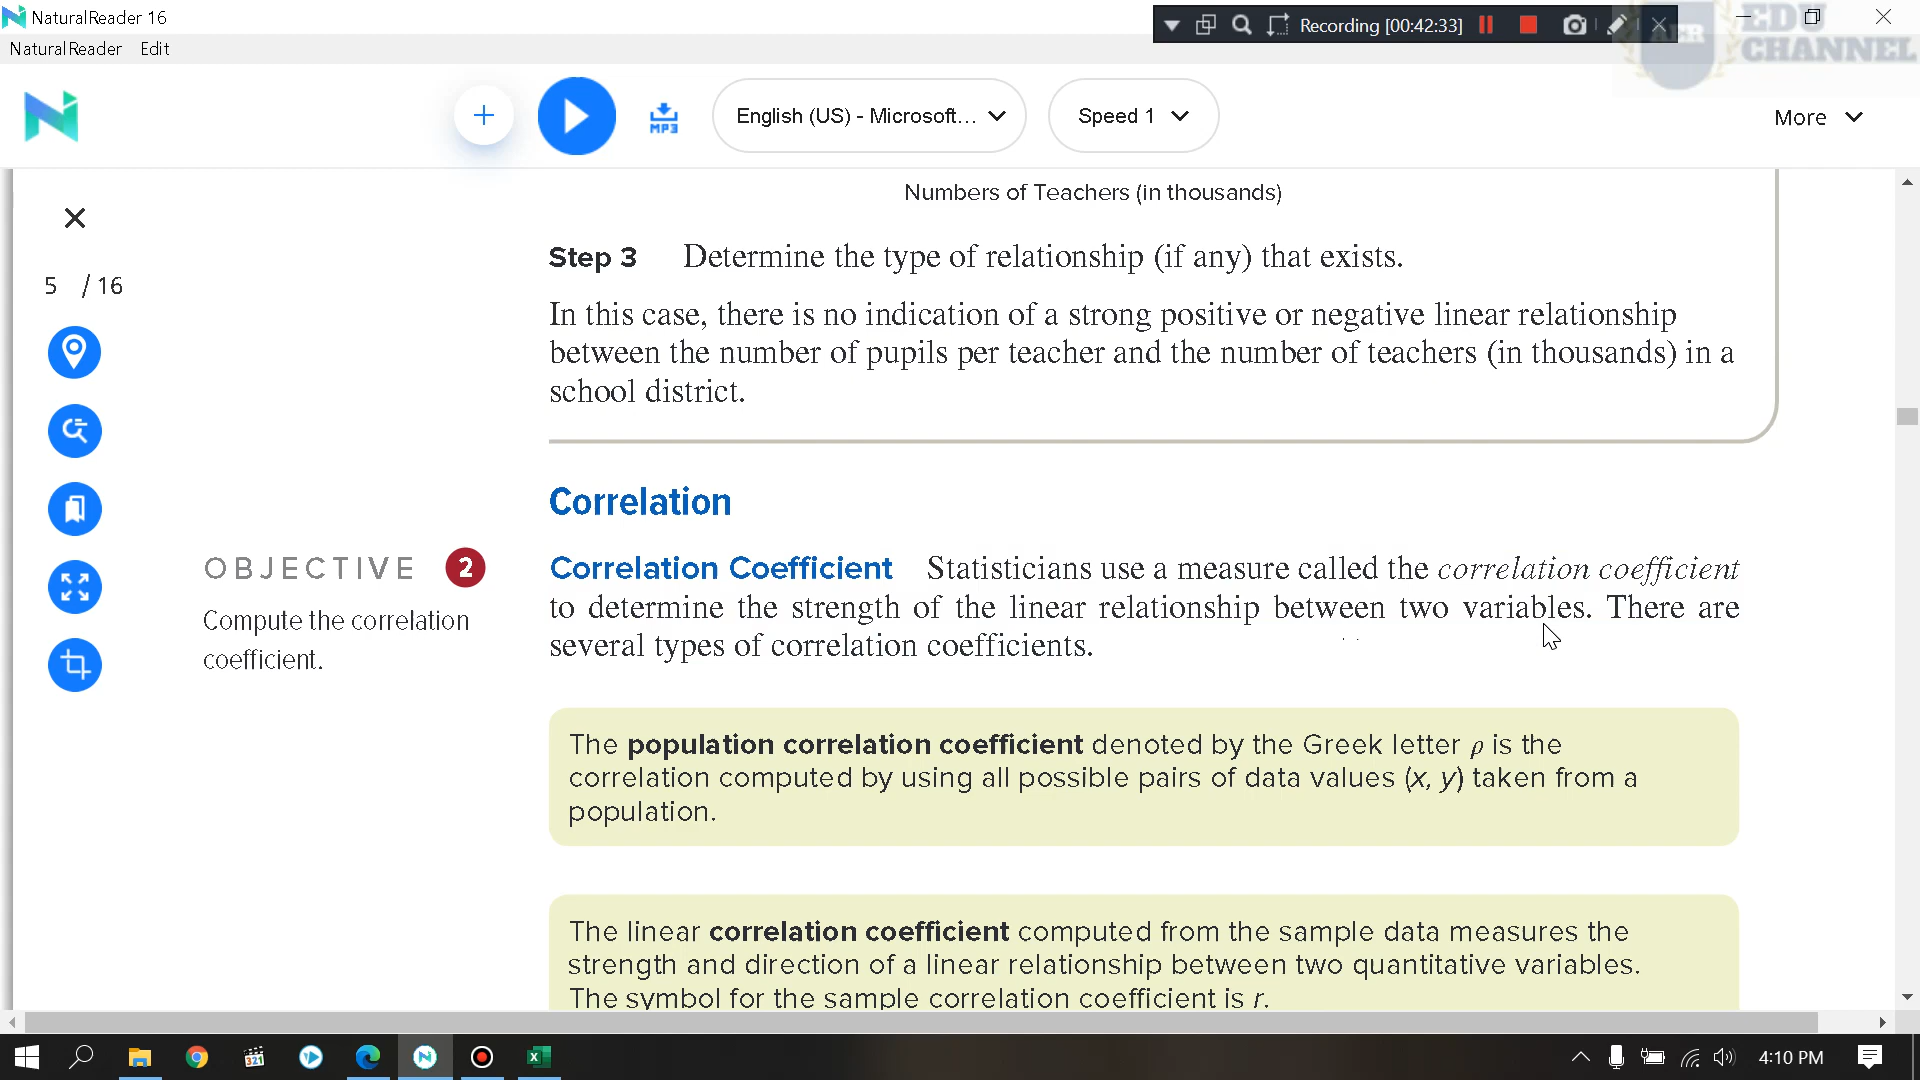 NaturalReader 16
Recording [00:42:33]
EDU
CHANNEL
AER
NaturalReader Edit
MP3
English (US) - Microsoft...
Speed 1
More
Numbers of Teachers (in thousands)
Step 3 Determine the type of relationship (if any) that exists.
5 / 16
In this case, there is no indication of a strong positive or negative linear relationship
between the number of pupils per teacher and the number of teachers (in thousands) in a
school district.
Correlation
OBJECTIVE 2
Compute the correlation
coefficient.
Correlation Coefficient Statisticians use a measure called the correlation coefficient
to determine the strength of the linear relationship between two variables. There are
several types of correlation coefficients.
The population correlation coefficient denoted by the Greek letter ρ is the
correlation computed by using all possible pairs of data values (x, y) taken from a
population.
The linear correlation coefficient computed from the sample data measures the
strength and direction of a linear relationship between two quantitative variables.
The symbol for the sample correlation coefficient is r.
321
4:10 PM